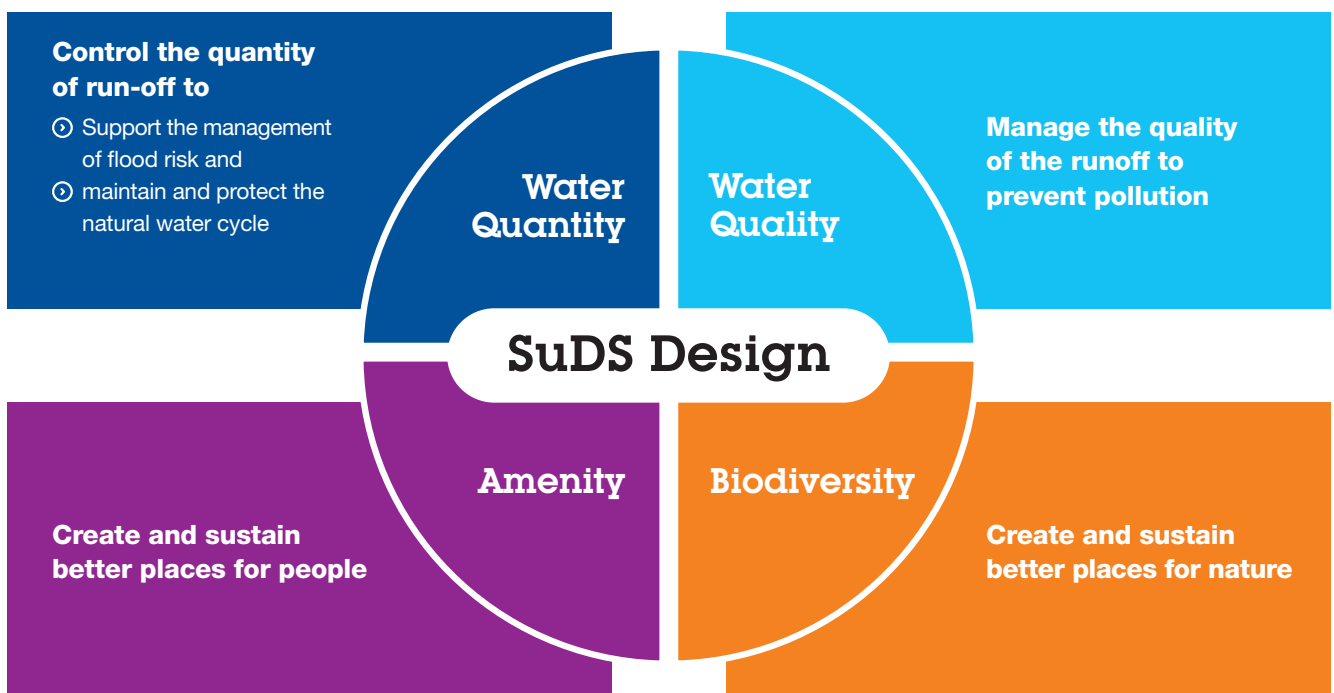 Control the quantity
of run-off to
Support the management
of flood risk and
maintain and protect the
natural water cycle
Water
Quantity
Water
Quality
Manage the quality
of the runoff to
prevent pollution
SuDS Design
Amenity
Biodiversity
Create and sustain
better places for people
Create and sustain
better places for nature